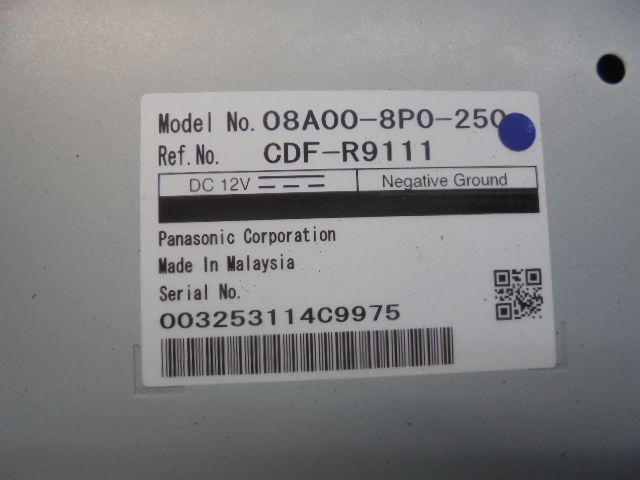 Model No. 08A00-8P0-250
Ref.No. CDF-R9111
DC 12V Negative Ground
Panasonic Corporation
Made In Malaysia
Serial No.
003253114C9975